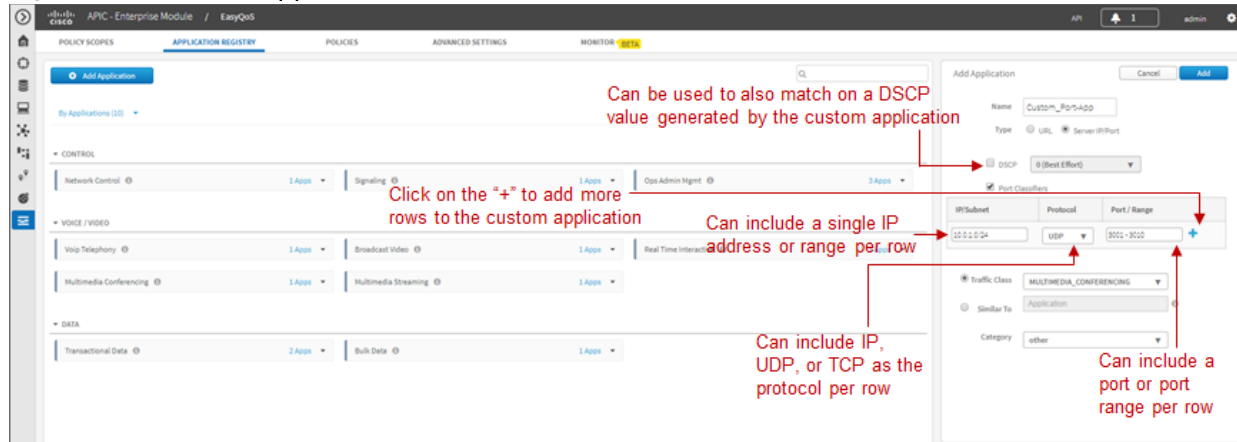 cisco APIC - Enterprise Module / EasyQoS API 1 admin
POLICY SCOPES APPLICATION REGISTRY POLICIES ADVANCED SETTINGS MONITOR BETA
Add Application
By Applications (10)
CONTROL
Network Control 1 Apps Signaling 1 Apps Ops Admin Mgmt 3 Apps
VOICE / VIDEO
Voip Telephony 1 Apps Broadcast Video 1 Apps Real Time Interactive
Multimedia Conferencing 1 Apps Multimedia Streaming 1 Apps
DATA
Transactional Data 2 Apps Bulk Data 1 Apps
Can be used to also match on a DSCP
value generated by the custom application
Click on the "+" to add more
rows to the custom application
Can include a single IP
address or range per row
Can include IP,
UDP, or TCP as the
protocol per row
Can include a
port or port
range per row
Add Application Cancel Add
Name Custom_Port-App
Type URL Server IP/Port
DSCP 0 (Best Effort)
Port Classifiers
IP/Subnet Protocol Port / Range
10.0.1.0/24 UDP 3001 - 3010 +
Traffic Class MULTIMEDIA_CONFERENCING
Similar To Application
Category other